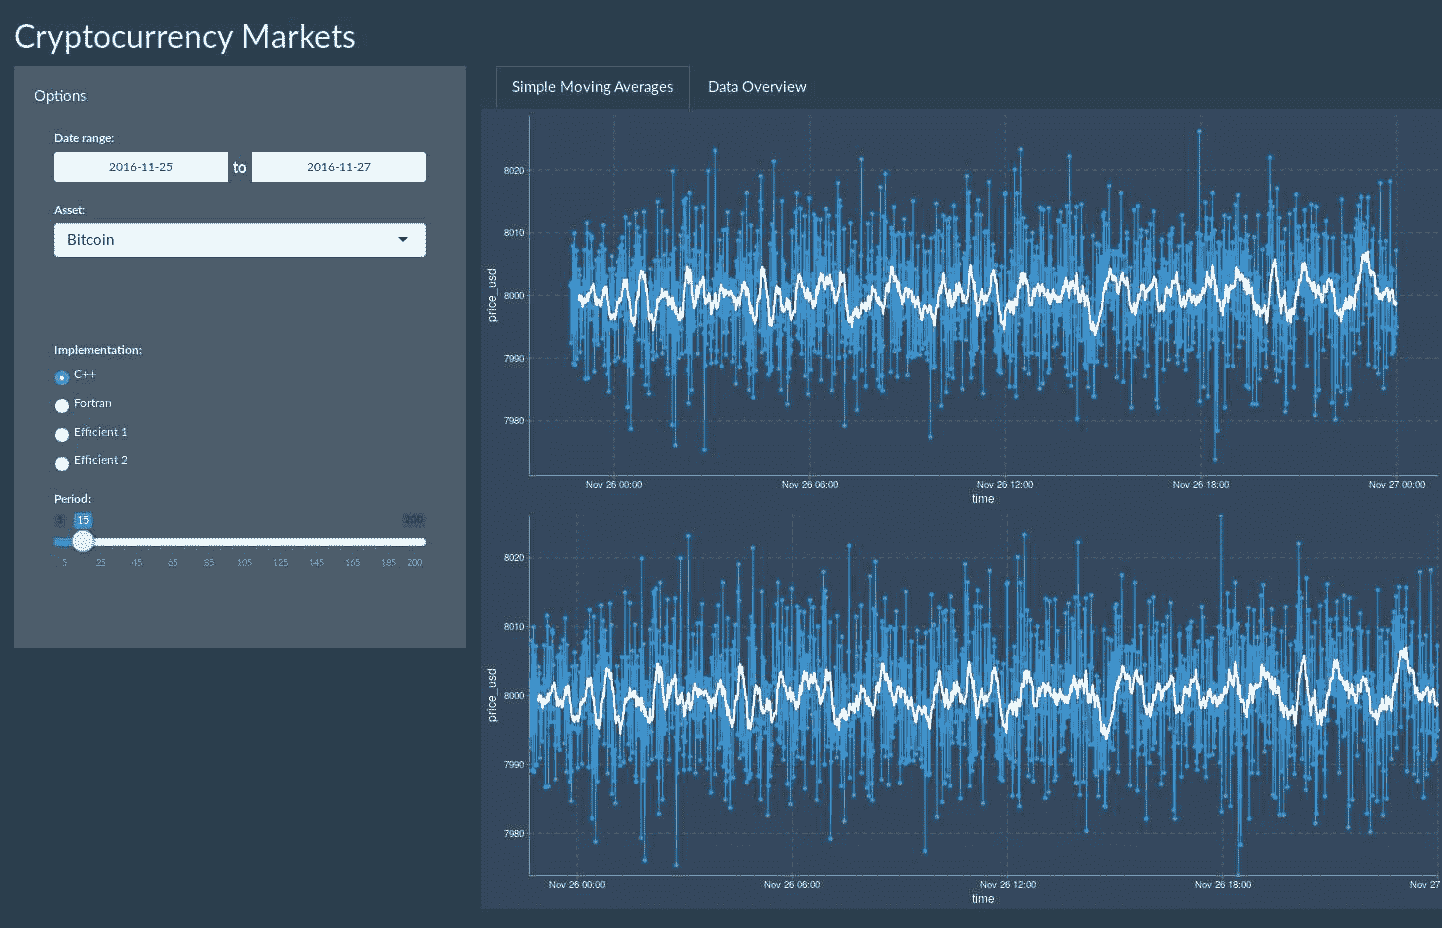 Cryptocurrency Markets
Options
Date range:
2016-11-25 to 2016-11-27
Asset:
Bitcoin
Implementation:
C++
Fortran
Efficient 1
Efficient 2
Period:
5 15 200
5 25 45 65 85 105 125 145 165 185 200
Simple Moving Averages Data Overview
8020
8010
8000
7990
7980
price_usd
Nov 26 00:00 Nov 26 06:00 Nov 26 12:00 Nov 26 18:00 Nov 27 00:00
time
8020
8010
8000
7990
7980
price_usd
Nov 26 00:00 Nov 26 06:00 Nov 26 12:00 Nov 26 18:00 Nov 27
time